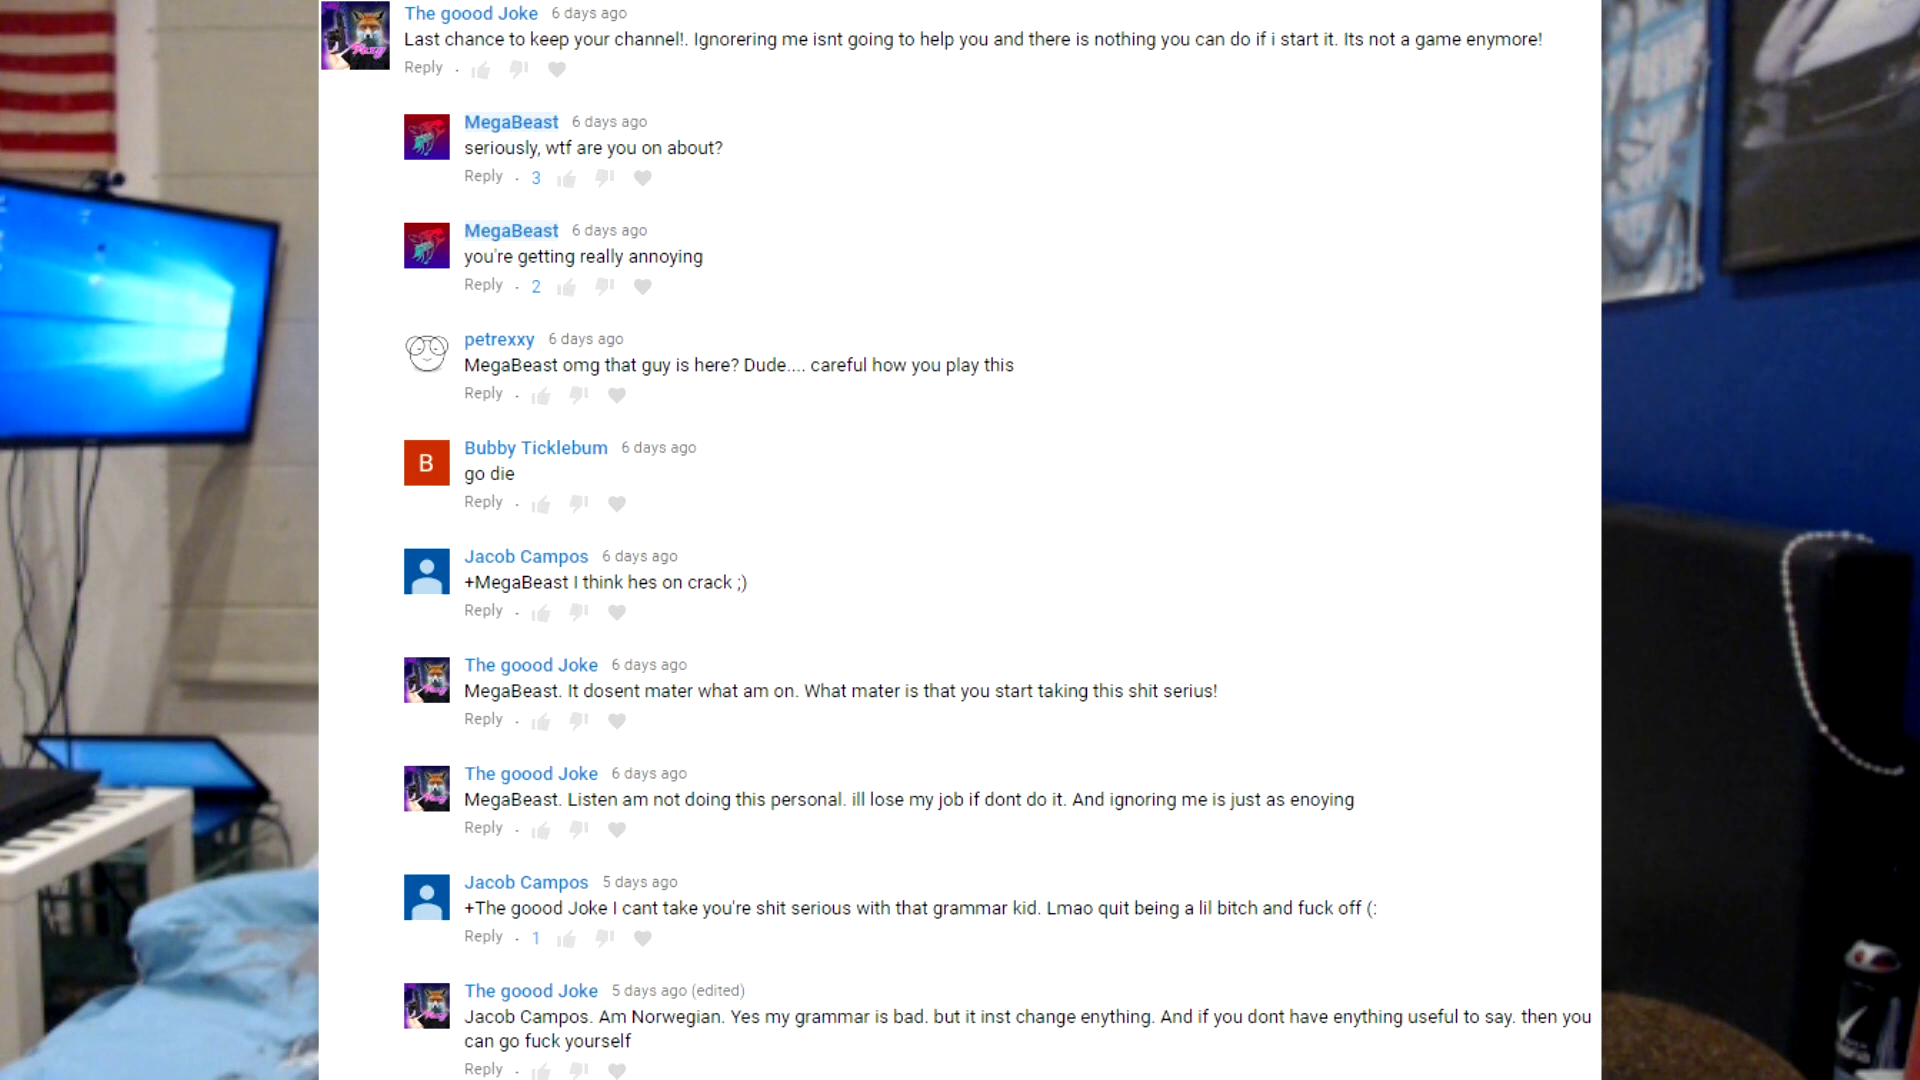 The goood Joke 6 days ago
Last chance to keep your channel!. Ignorering me isnt going to help you and there is nothing you can do if i start it. Its not a game enymore!
Reply .
MegaBeast 6 days ago
seriously, wtf are you on about?
Reply . 3
MegaBeast 6 days ago
you're getting really annoying
Reply . 2
petrexxy 6 days ago
MegaBeast omg that guy is here? Dude.... careful how you play this
Reply .
B
Bubby Ticklebum 6 days ago
go die
Reply .
Jacob Campos 6 days ago
+MegaBeast I think hes on crack ;)
Reply .
The goood Joke 6 days ago
MegaBeast. It dosent mater what am on. What mater is that you start taking this shit serius!
Reply .
The goood Joke 6 days ago
MegaBeast. Listen am not doing this personal. ill lose my job if dont do it. And ignoring me is just as enoying
Reply .
Jacob Campos 5 days ago
+The goood Joke I cant take you're shit serious with that grammar kid. Lmao quit being a lil bitch and fuck off (:
Reply . 1
The goood Joke 5 days ago (edited)
Jacob Campos. Am Norwegian. Yes my grammar is bad. but it inst change enything. And if you dont have enything useful to say. then you
can go fuck yourself
Reply .